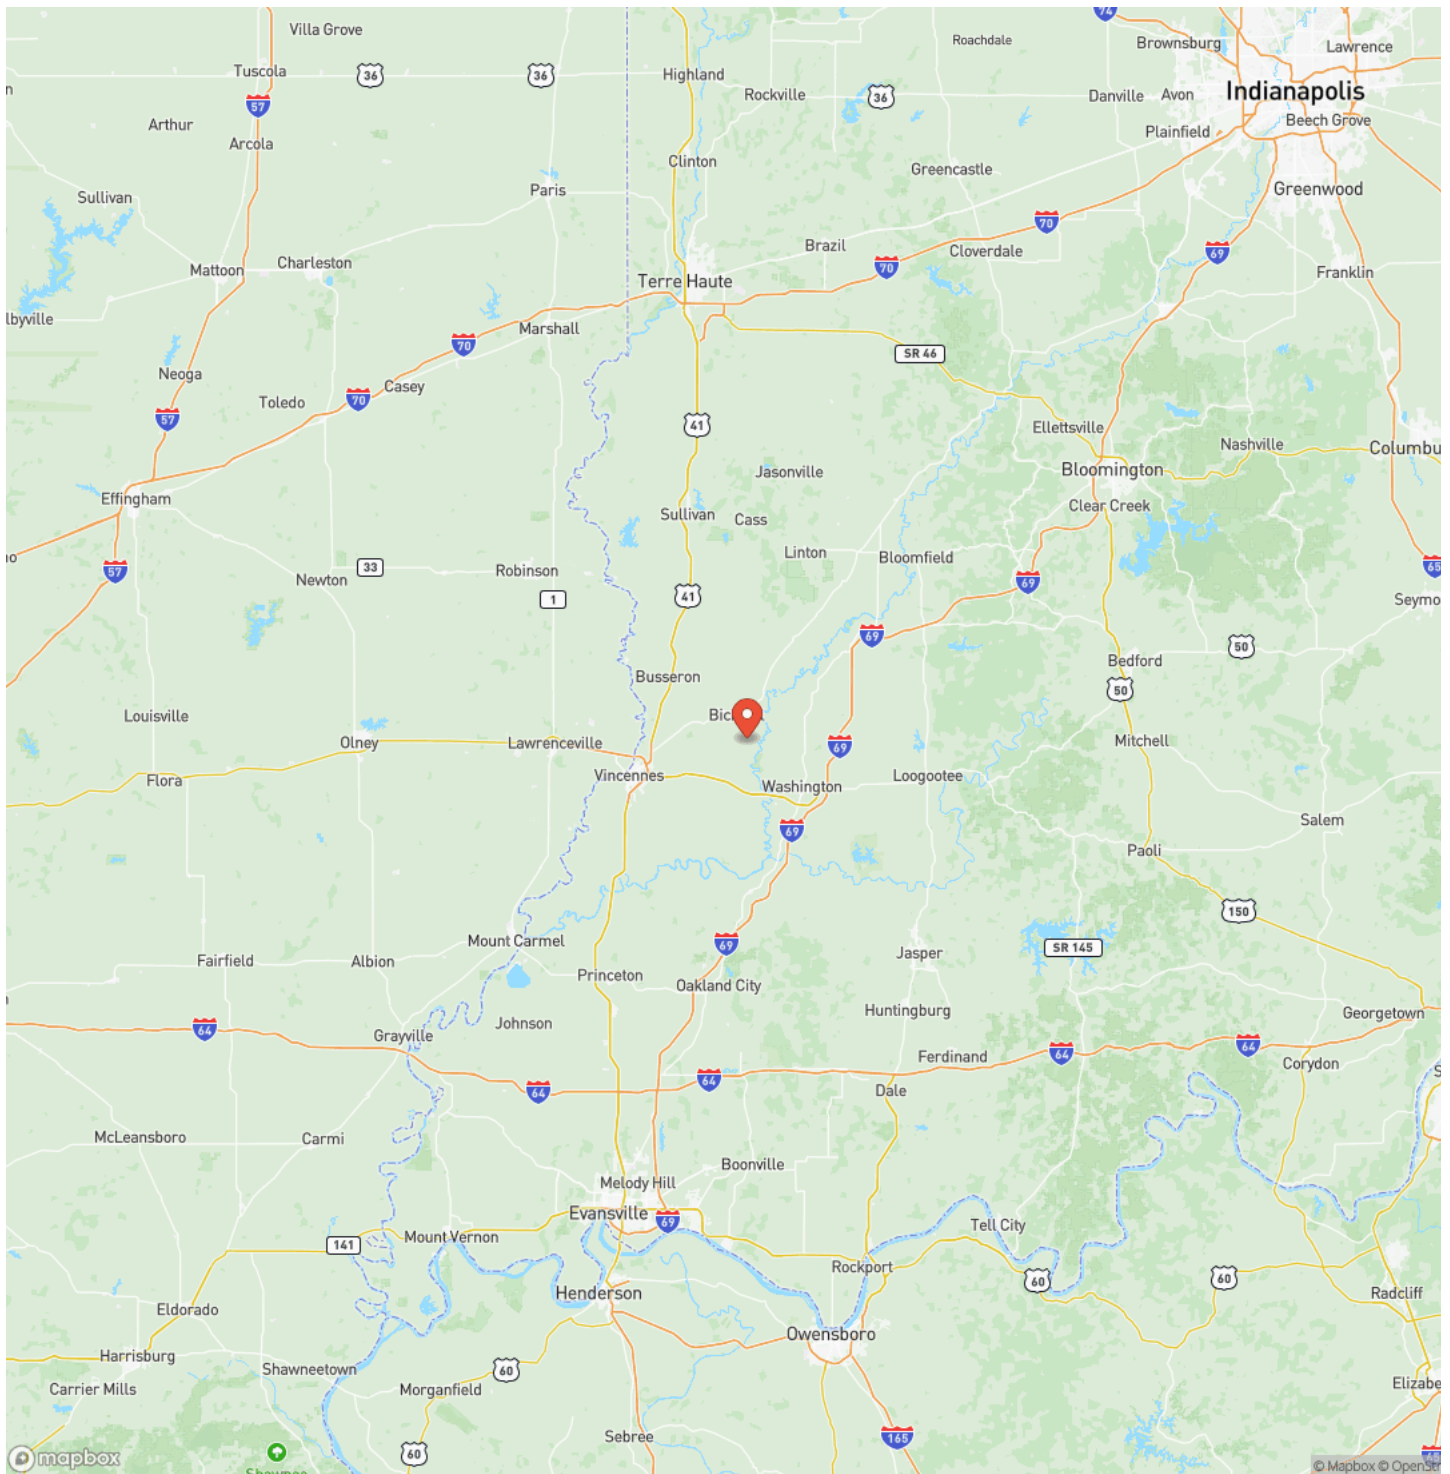 74
Villa Grove
Roachdale
Brownsburg
Lawrence
Tuscola
36
36
Highland
Rockville
36
Danville
Avon
Indianapolis
57
Arthur
Plainfield
Beech Grove
Arcola
Clinton
Greencastle
Sullivan
Paris
Greenwood
70
Brazil
Cloverdale
69
Mattoon
Charleston
70
Franklin
Terre Haute
lbyville
Marshall
70
SR 46
Neoga
Casey
Toledo
70
57
41
Ellettsville
Nashville
Columbu
Bloomington
Jasonville
Effingham
Clear Creek
Sullivan
Cass
Linton
Bloomfield
33
57
Newton
Robinson
69
65
1
41
Seymo
69
50
Busseron
Bedford
50
Louisville
Bic
Olney
Lawrenceville
69
Mitchell
Flora
Vincennes
Washington
Loogootee
69
Salem
Paoli
150
Mount Carmel
69
SR 145
Fairfield
Albion
Jasper
Princeton
Oakland City
Huntingburg
Georgetown
64
Grayville
Johnson
64
64
Ferdinand
Corydon
64
64
Dale
McLeansboro
Carmi
Boonville
Melody Hill
Evansville
69
Tell City
Mount Vernon
141
Rockport
60
60
Henderson
Radcliff
Eldorado
Owensboro
Harrisburg
Shawneetown
60
Carrier Mills
Morganfield
Elizabe
Sebree
165
60
mapbox
© Mapbox © OpenStr